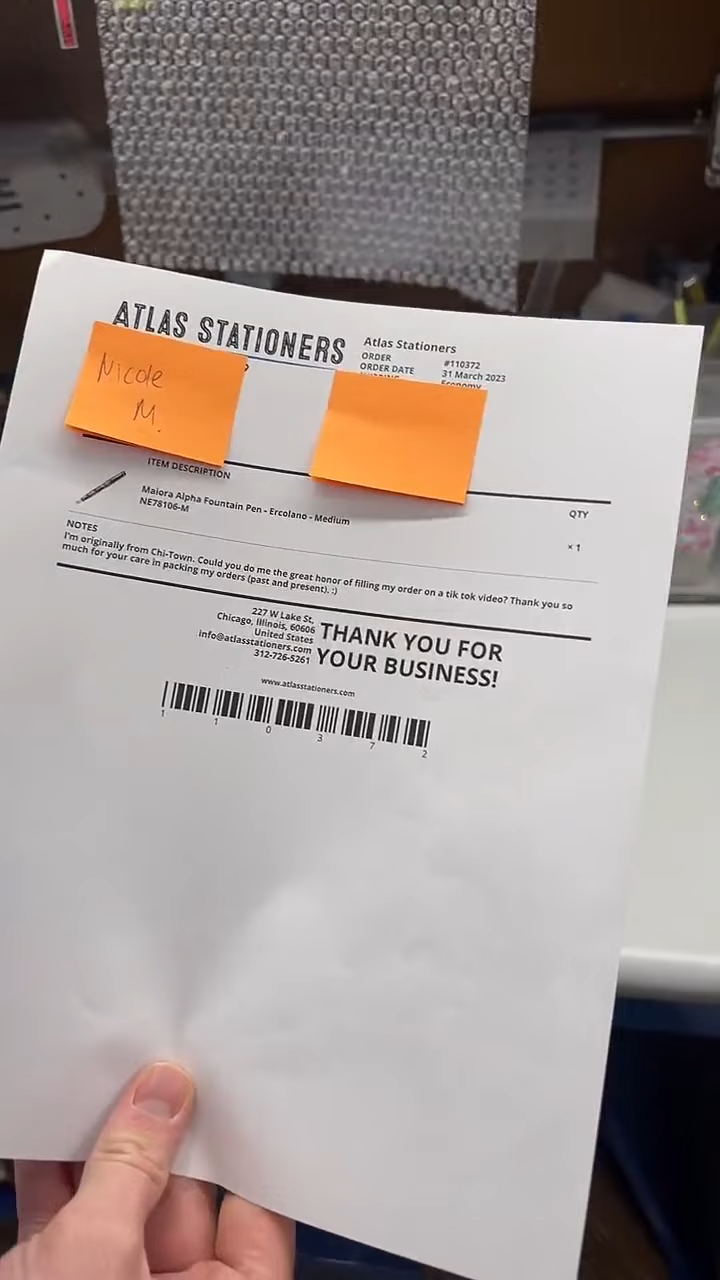 ATLAS STATIONERS
Atlas Stationers
ORDER #110372
ORDER DATE 31 March 2023
Economy
Nicole
M.
ITEM DESCRIPTION
QTY
Maiora Alpha Fountain Pen - Ercolano - Medium
NE78106-M
× 1
NOTES
I'm originally from Chi-Town. Could you do me the great honor of filling my order on a tik tok video? Thank you so
much for your care in packing my orders (past and present). :)
227 W Lake St,
Chicago, Illinois, 60606
United States
info@atlasstationers.com
312-726-5261
THANK YOU FOR
YOUR BUSINESS!
www.atlasstationers.com
1 1 0 3 7 2